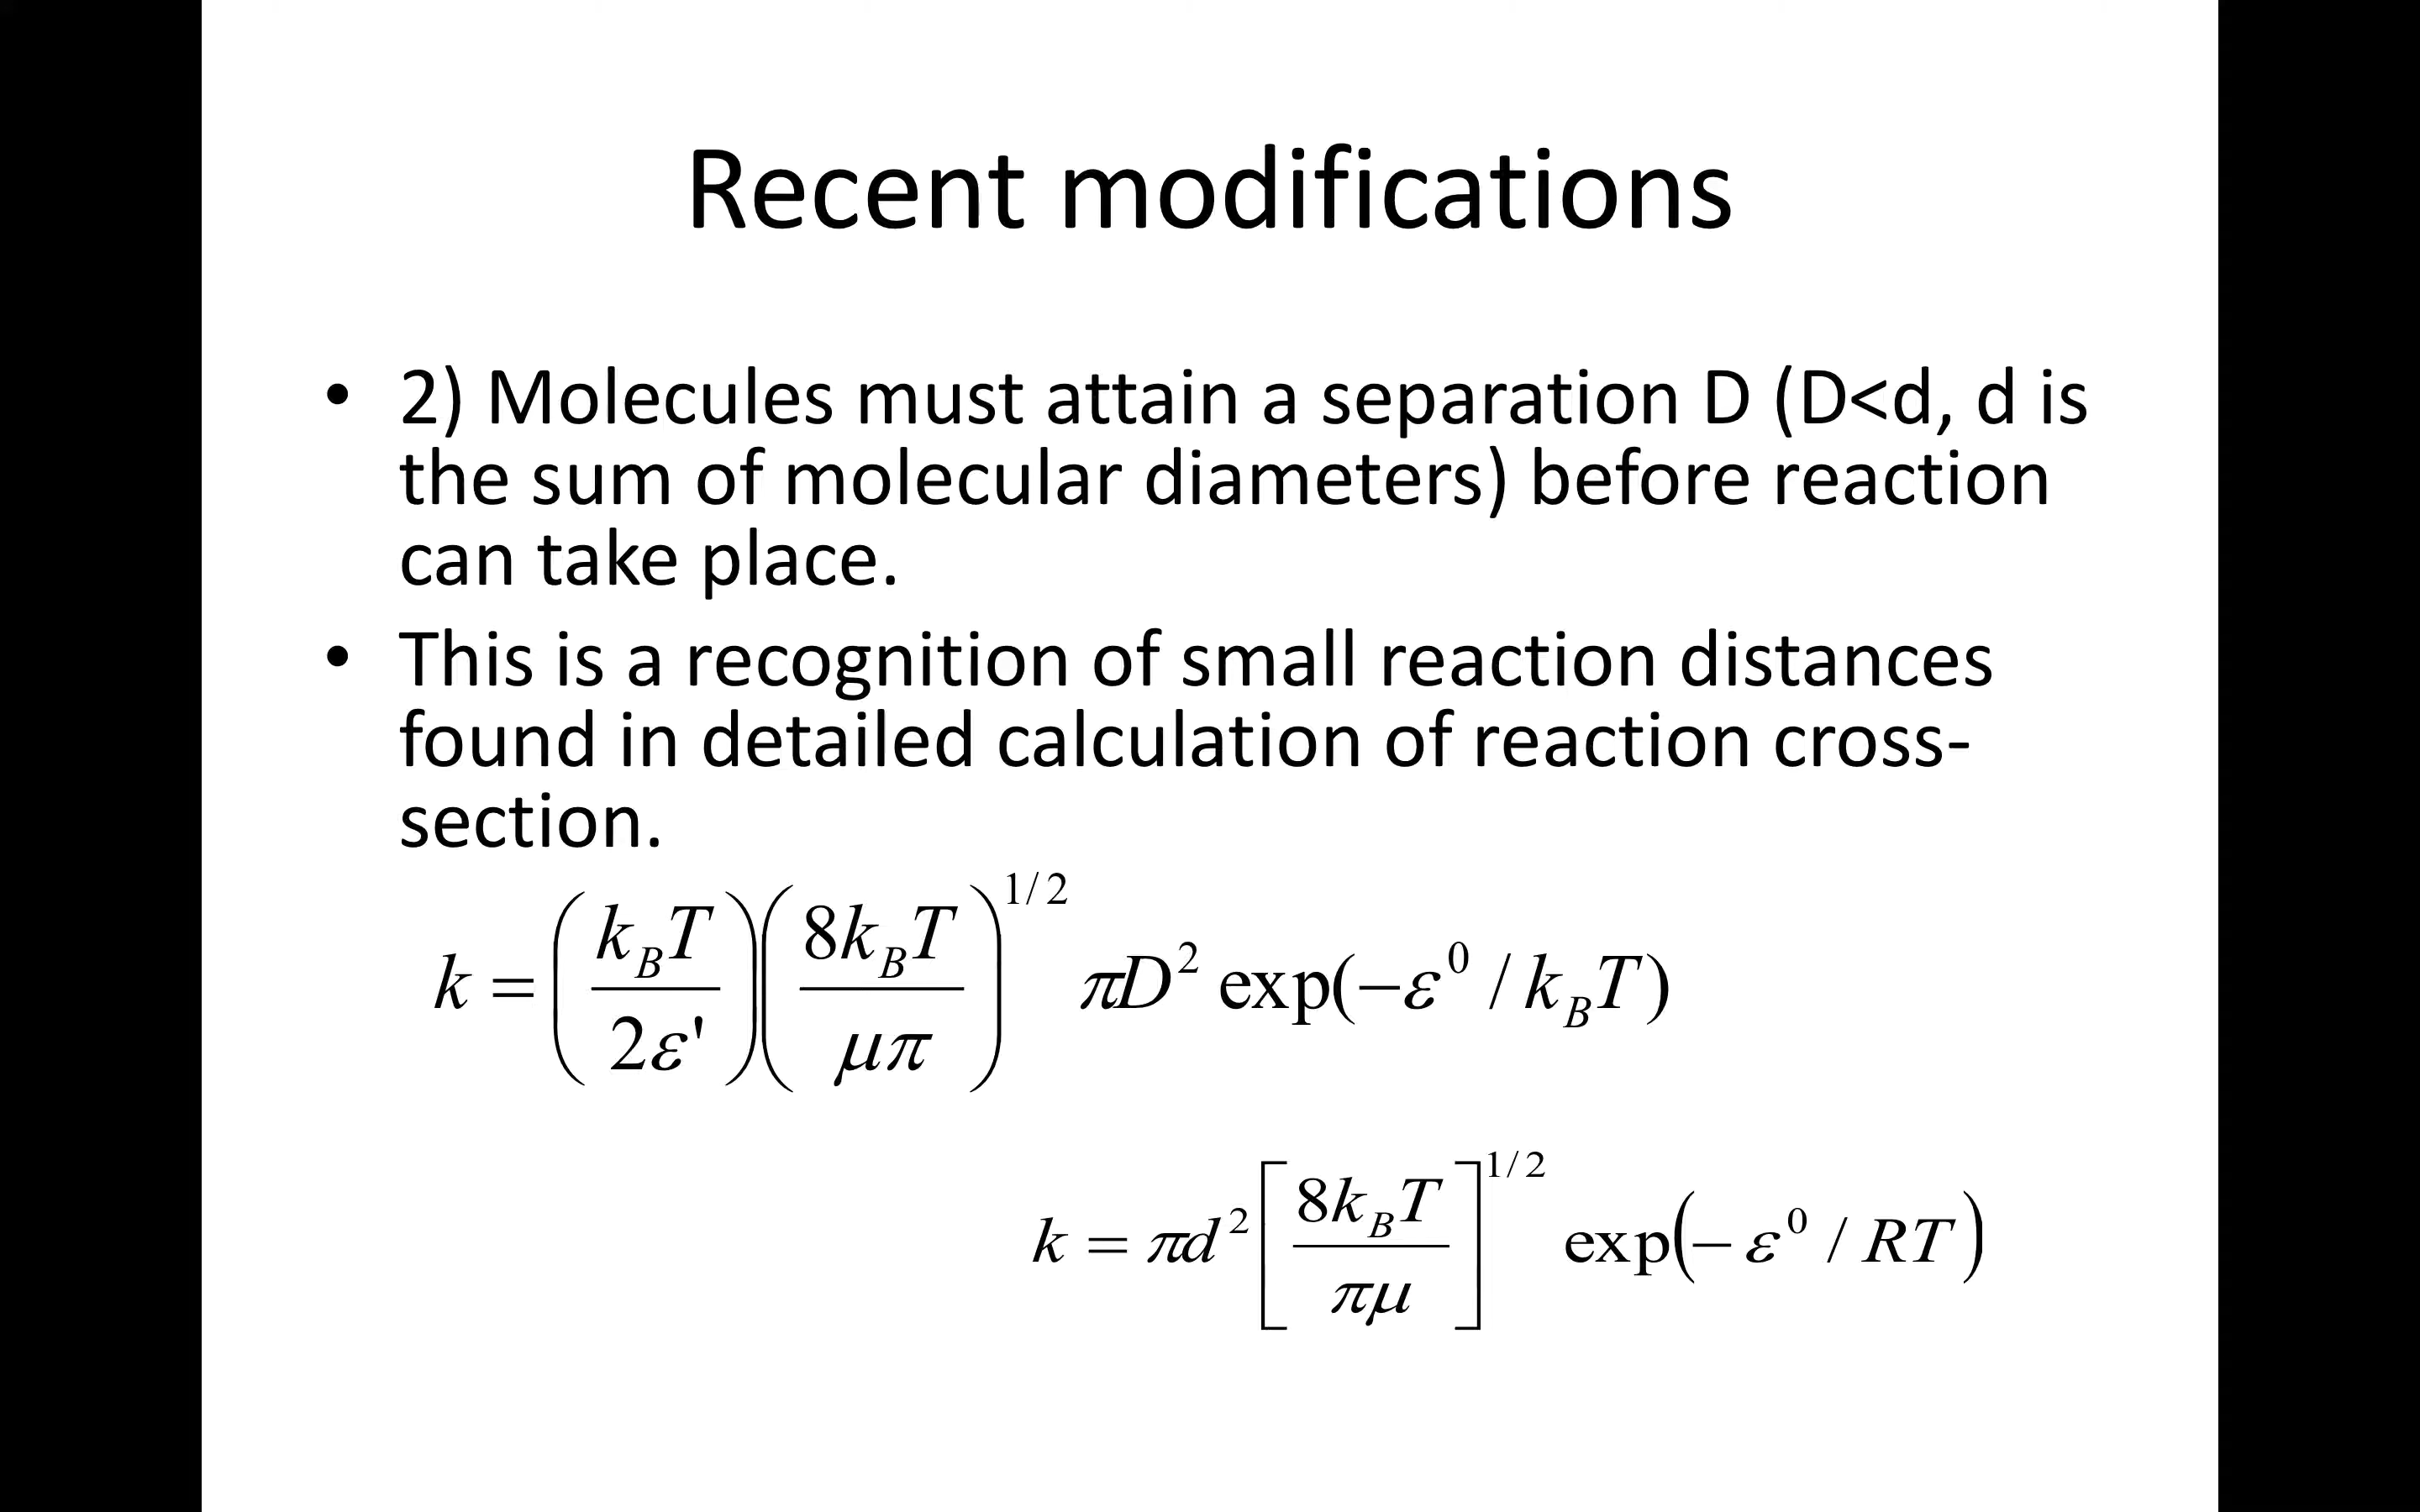 Recent modifications
• 2) Molecules must attain a separation D (D<d, d is
the sum of molecular diameters) before reaction
can take place.
• This is a recognition of small reaction distances
found in detailed calculation of reaction cross-
section.
k = (k_B T / 2ε') (8k_B T / μπ)^{1/2} πD² exp(−ε⁰ / k_B T)
k = πd² [8k_B T / πμ]^{1/2} exp(− ε⁰ / RT)